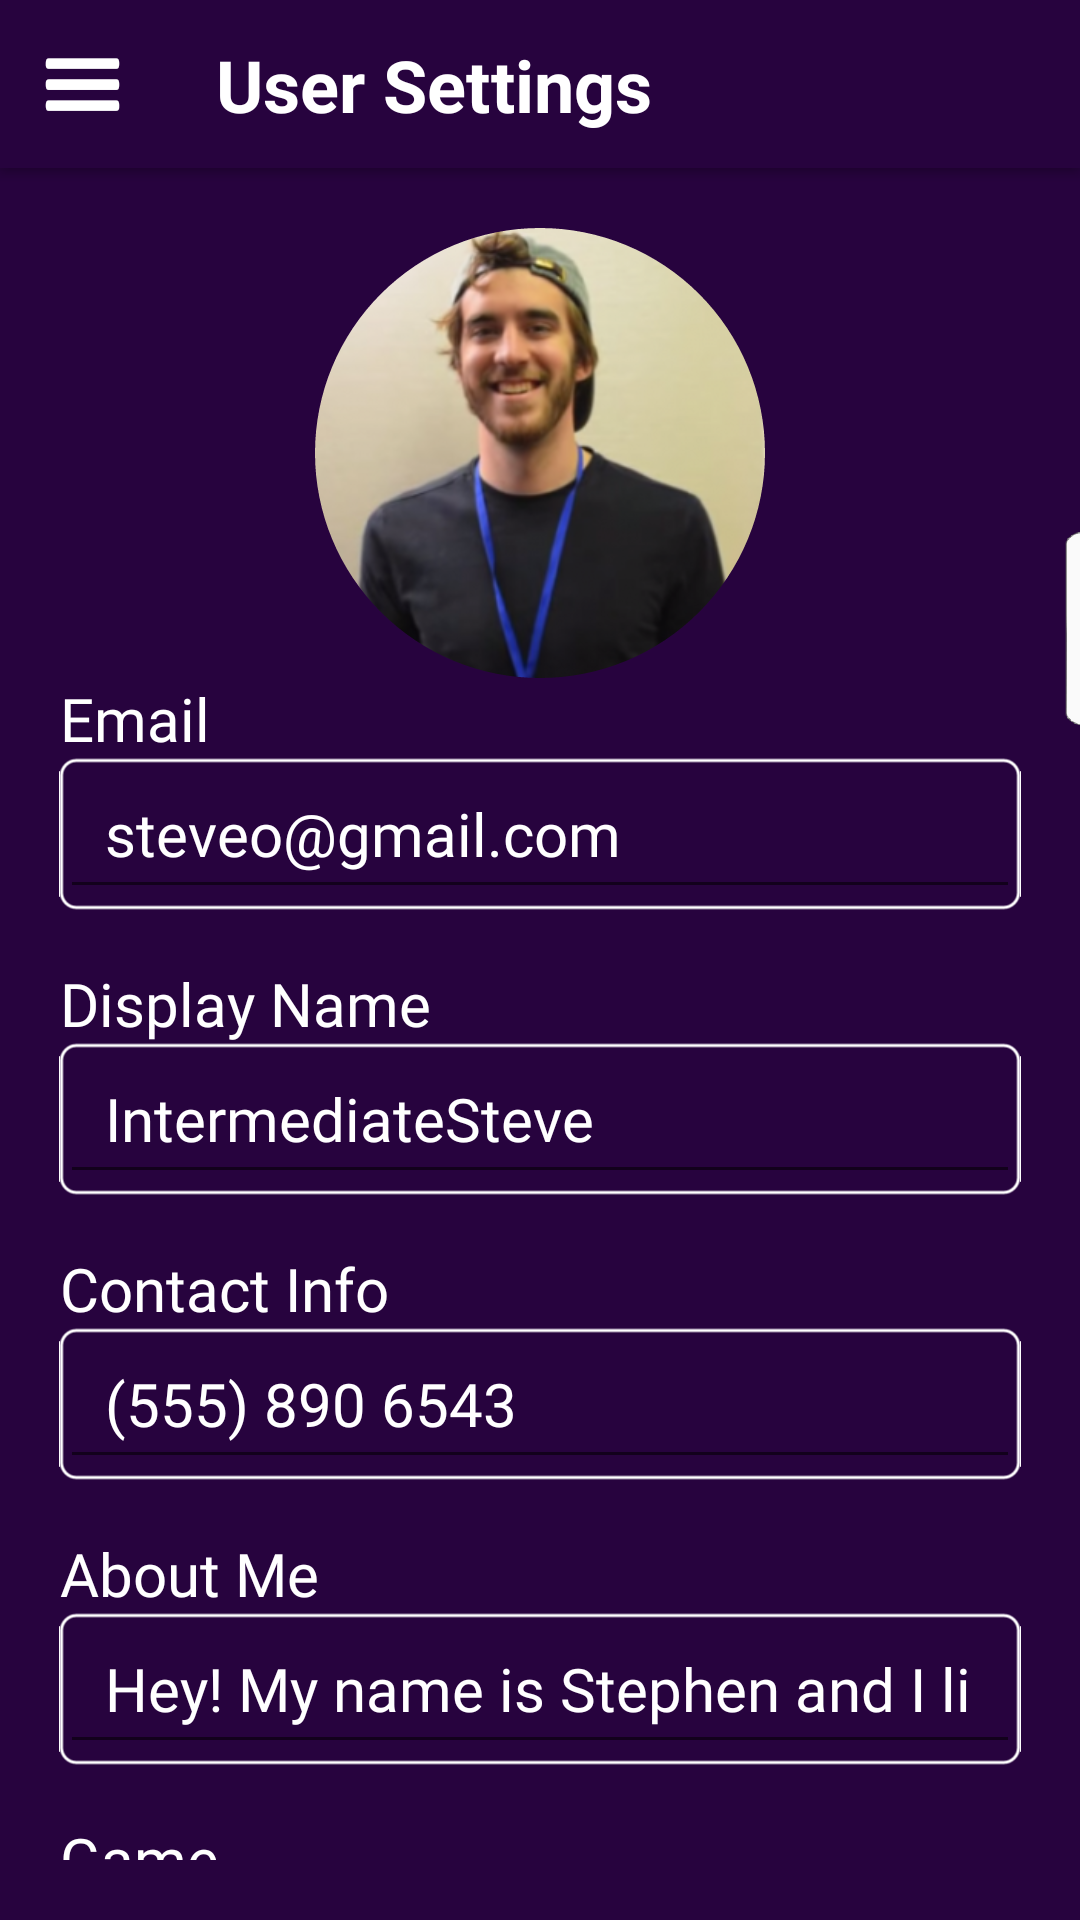 User Settings
Email
steveo@gmail.com
Display Name
IntermediateSteve
Contact Info
(555) 890 6543
About Me
Hey! My name is Stephen and I li
Game